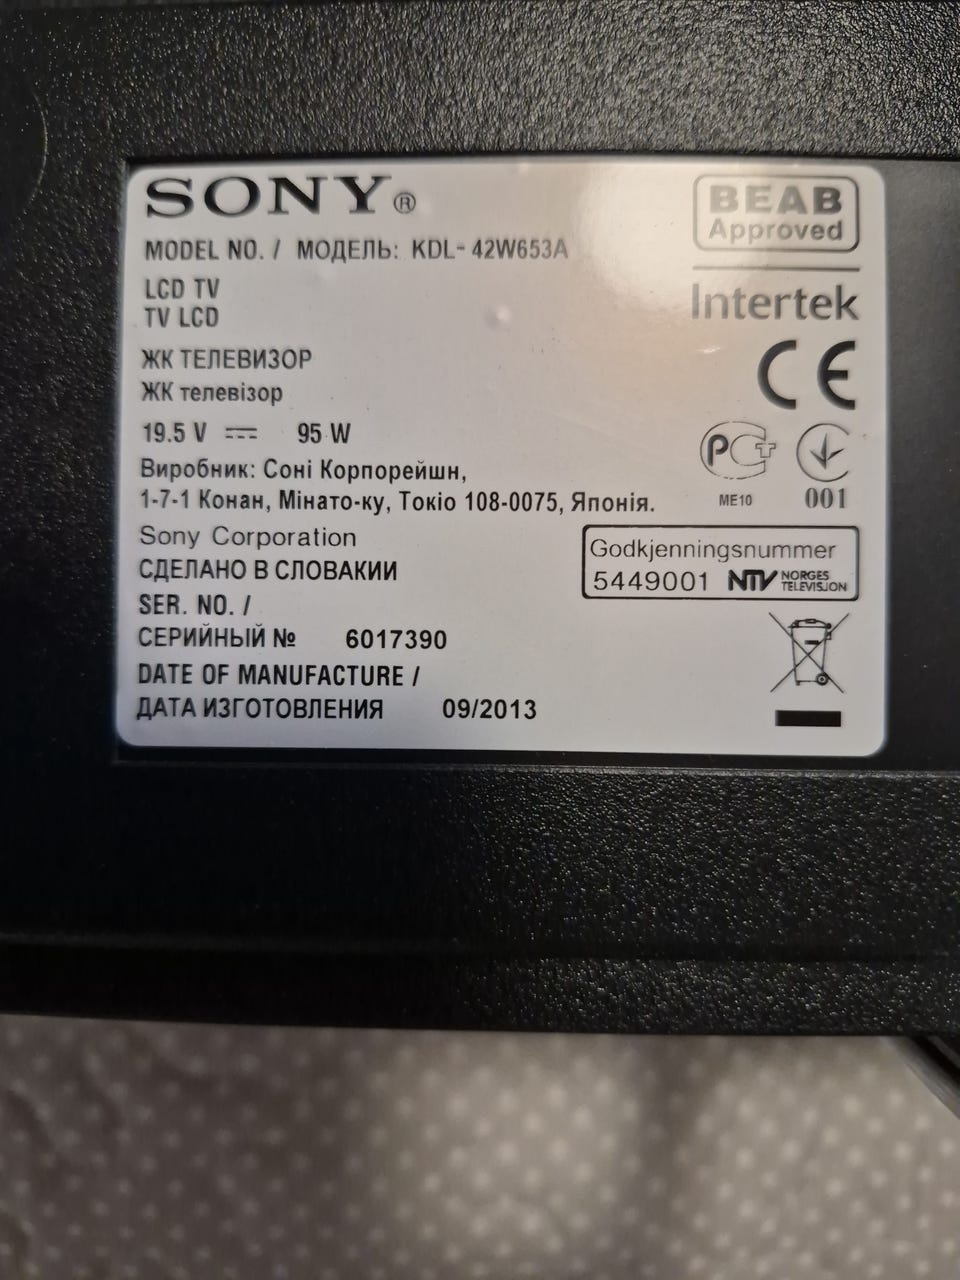 SONY®
BEAB
Approved
MODEL NO. / МОДЕЛЬ: KDL- 42W653A
Intertek
LCD TV
TV LCD
CE
ЖК ТЕЛЕВИЗОР
ЖК телевізор
19.5 V 95 W
РСТ
ME10
001
Виробник: Соні Корпорейшн,
1-7-1 Конан, Мінато-ку, Токіо 108-0075, Японія.
Sony Corporation
Godkjenningsnummer
5449001 NTV NORGES
TELEVISJON
СДЕЛАНО В СЛОВАКИИ
SER. NO. /
СЕРИЙНЫЙ № 6017390
DATE OF MANUFACTURE /
ДАТА ИЗГОТОВЛЕНИЯ 09/2013